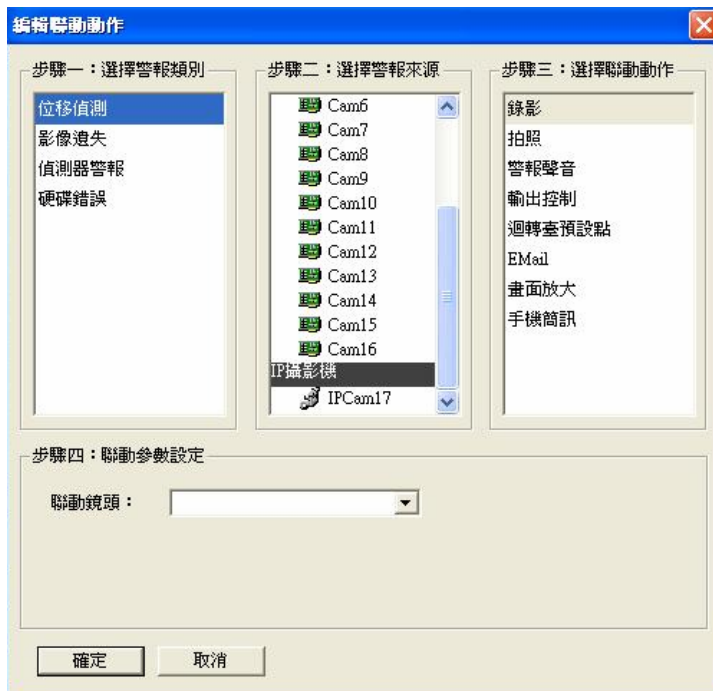 編輯聯動動作
步驟一：選擇警報類別
位移偵測
影像遺失
偵測器警報
硬碟錯誤
步驟二：選擇警報來源
Cam6
Cam7
Cam8
Cam9
Cam10
Cam11
Cam12
Cam13
Cam14
Cam15
Cam16
IP攝影機
IPCam17
步驟三：選擇聯動動作
錄影
拍照
警報聲音
輸出控制
迴轉臺預設點
EMail
畫面放大
手機簡訊
步驟四：聯動參數設定
聯動鏡頭：
確定
取消